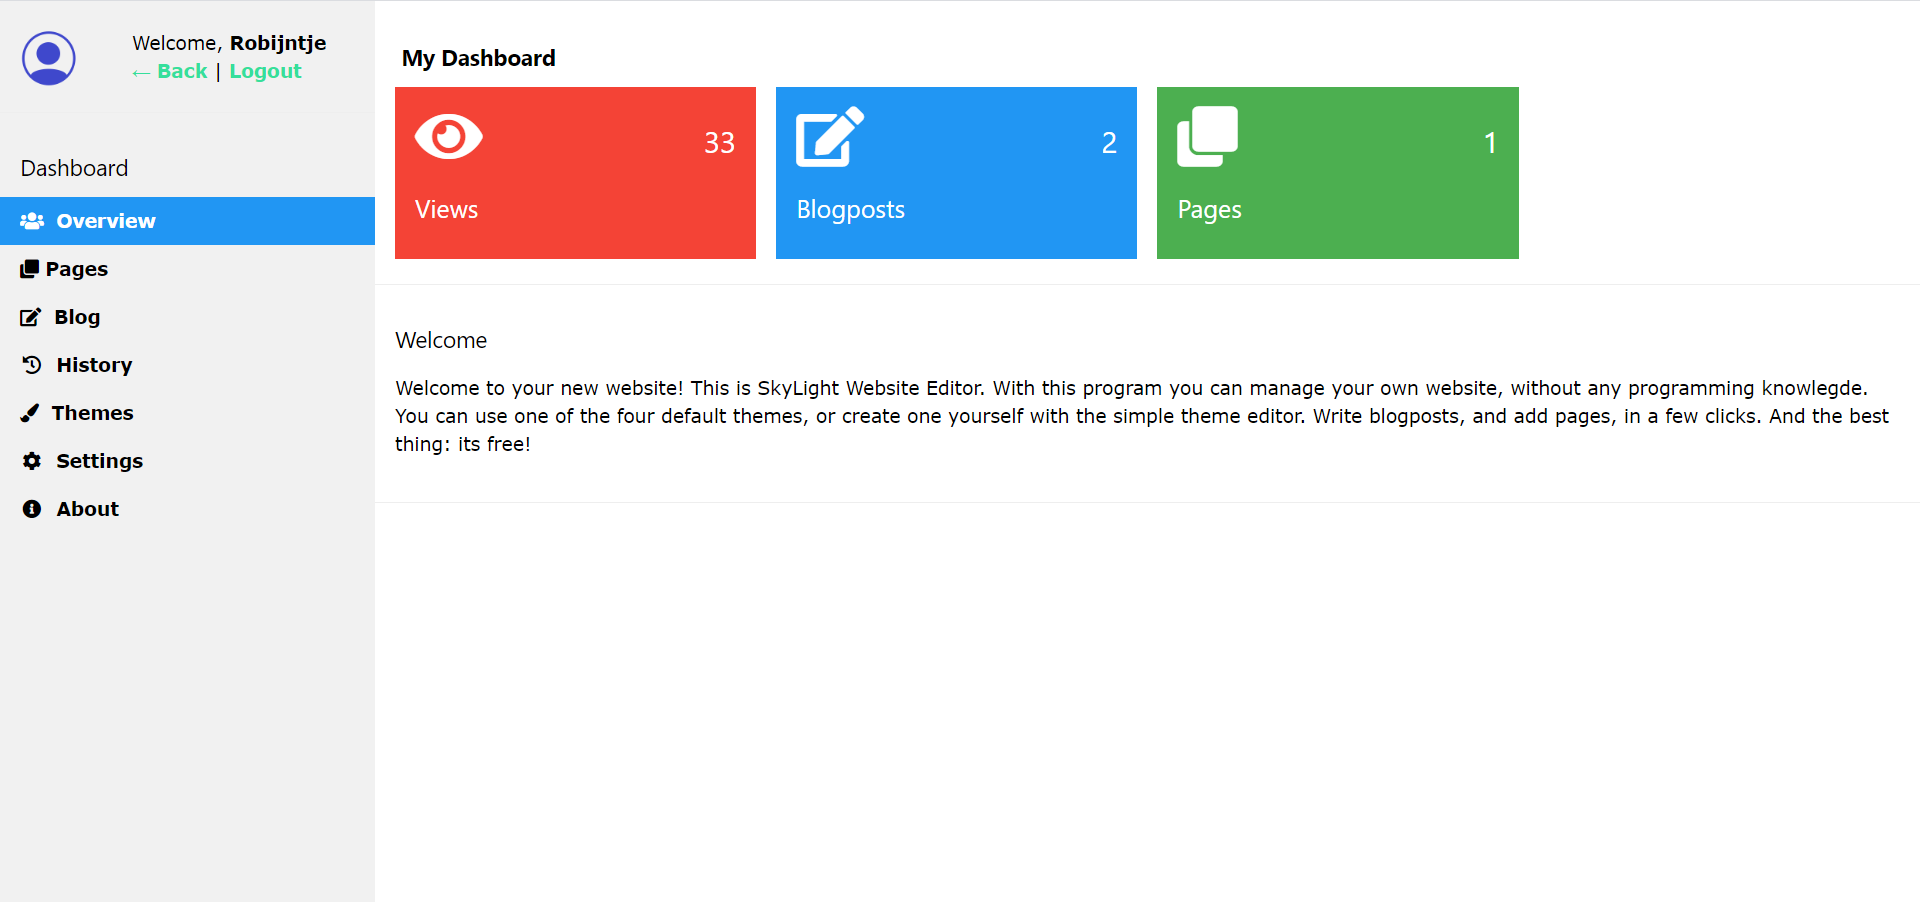 Welcome, Robijntje
← Back | Logout
Dashboard
Overview
Pages
Blog
History
Themes
Settings
About
My Dashboard
33
Views
2
Blogposts
1
Pages
Welcome
Welcome to your new website! This is SkyLight Website Editor. With this program you can manage your own website, without any programming knowlegde.
You can use one of the four default themes, or create one yourself with the simple theme editor. Write blogposts, and add pages, in a few clicks. And the best
thing: its free!